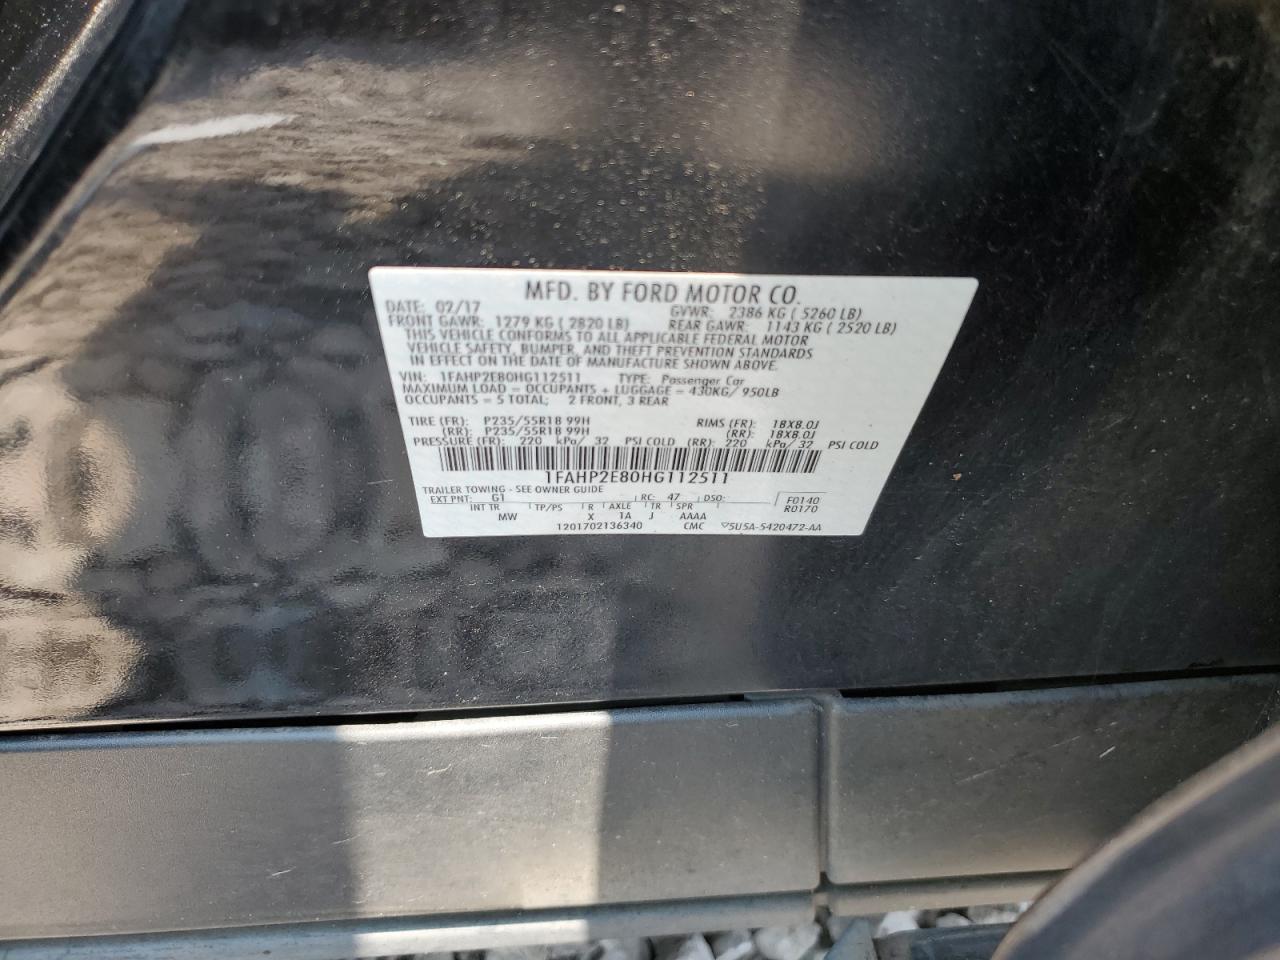 MFD. BY FORD MOTOR CO.
DATE: 02/17 GVWR: 2386 KG ( 5260 LB)
FRONT GAWR: 1279 KG ( 2820 LB) REAR GAWR: 1143 KG ( 2520 LB)
THIS VEHICLE CONFORMS TO ALL APPLICABLE FEDERAL MOTOR
VEHICLE SAFETY, BUMPER, AND THEFT PREVENTION STANDARDS
IN EFFECT ON THE DATE OF MANUFACTURE SHOWN ABOVE.
VIN: 1FAHP2E80HG112511 TYPE: Passenger Car
MAXIMUM LOAD = OCCUPANTS + LUGGAGE = 430KG/ 950LB
OCCUPANTS = 5 TOTAL; 2 FRONT, 3 REAR
TIRE (FR): P235/55R18 99H RIMS (FR): 18X8.0J
(RR): P235/55R18 99H (RR): 18X8.0J
PRESSURE (FR): 220 kPa/ 32 PSI COLD (RR): 220 kPa/ 32 PSI COLD
1FAHP2E80HG112511
TRAILER TOWING - SEE OWNER GUIDE
EXT PNT: G1 RC: 47 DSO: F0140
INT TR TP/PS R AXLE TR SPR R0170
MW X 1A J AAAA
1201702136340 CMC 5U5A-5420472-AA